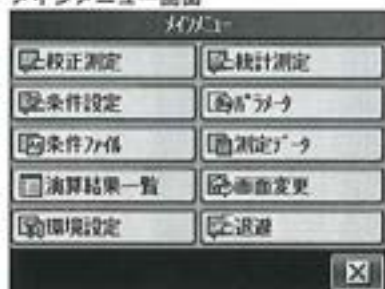 メインメニュー画面
メインメニュー
校正測定 統計測定
条件設定 パラメータ
条件ファイル 測定データ
演算結果一覧 画面変更
環境設定 退避